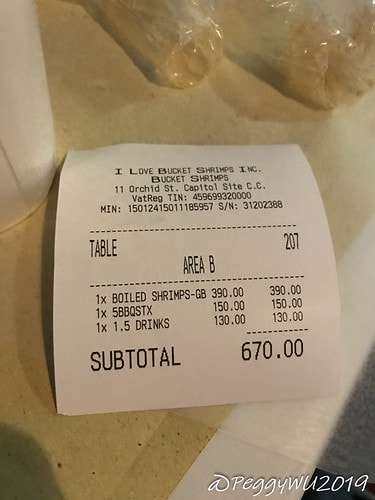 I Love Bucket Shrimps Inc.
Bucket Shrimps
11 Orchid St. Capitol Site C.C.
VatReg TIN: 459699320000
MIN: 15012415011185957 S/N: 31202388
TABLE 207
AREA B
1x BOILED SHRIMPS-GB 390.00 390.00
1x 5BBQSTX 150.00 150.00
1x 1.5 DRINKS 130.00 130.00
SUBTOTAL 670.00
@PeggyWU2019